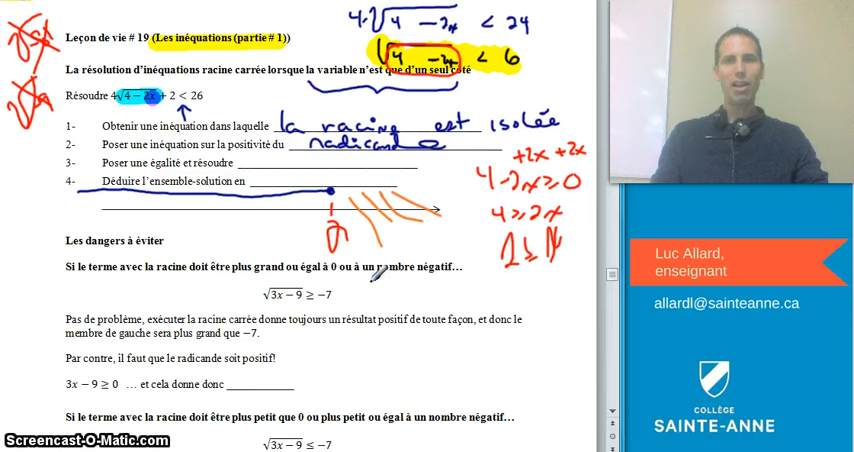 4·√4 − 2x < 24
Leçon de vie # 19 (Les inéquations (partie # 1))
√4 − 2x < 6
La résolution d'inéquations racine carrée lorsque la variable n'est que d'un seul côté
Résoudre 4√4 − 2x + 2 < 26
1- Obtenir une inéquation dans laquelle la racine est isolée
2- Poser une inéquation sur la positivité du radicande
3- Poser une égalité et résoudre
4- Déduire l'ensemble-solution en
+2x +2x
4 − 2x ≥ 0
4 ≥ 2x
2 ≥ x
2
Les dangers à éviter
Si le terme avec la racine doit être plus grand ou égal à 0 ou à un nombre négatif…
√3x − 9 ≥ −7
Pas de problème, exécuter la racine carrée donne toujours un résultat positif de toute façon, et donc le
membre de gauche sera plus grand que −7.
Par contre, il faut que le radicande soit positif!
3x − 9 ≥ 0 … et cela donne donc
Si le terme avec la racine doit être plus petit que 0 ou plus petit ou égal à un nombre négatif…
√3x − 9 ≤ −7
Luc Allard,
enseignant
allardl@sainteanne.ca
COLLÈGE
SAINTE-ANNE
Screencast-O-Matic.com